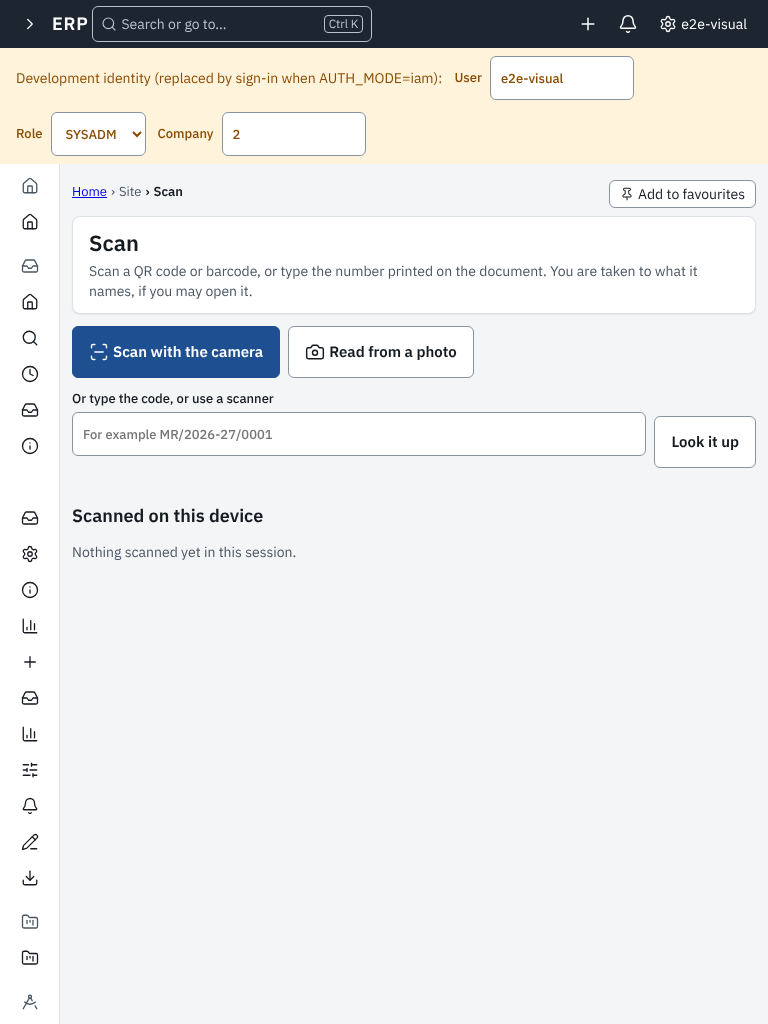 ERP
Search or go to...
Ctrl K
e2e-visual
Development identity (replaced by sign-in when AUTH_MODE=iam):
User
e2e-visual
Role
SYSADM
Company
2
Home › Site › Scan
Add to favourites
Scan
Scan a QR code or barcode, or type the number printed on the document. You are taken to what it
names, if you may open it.
Scan with the camera
Read from a photo
Or type the code, or use a scanner
For example MR/2026-27/0001
Look it up
Scanned on this device
Nothing scanned yet in this session.